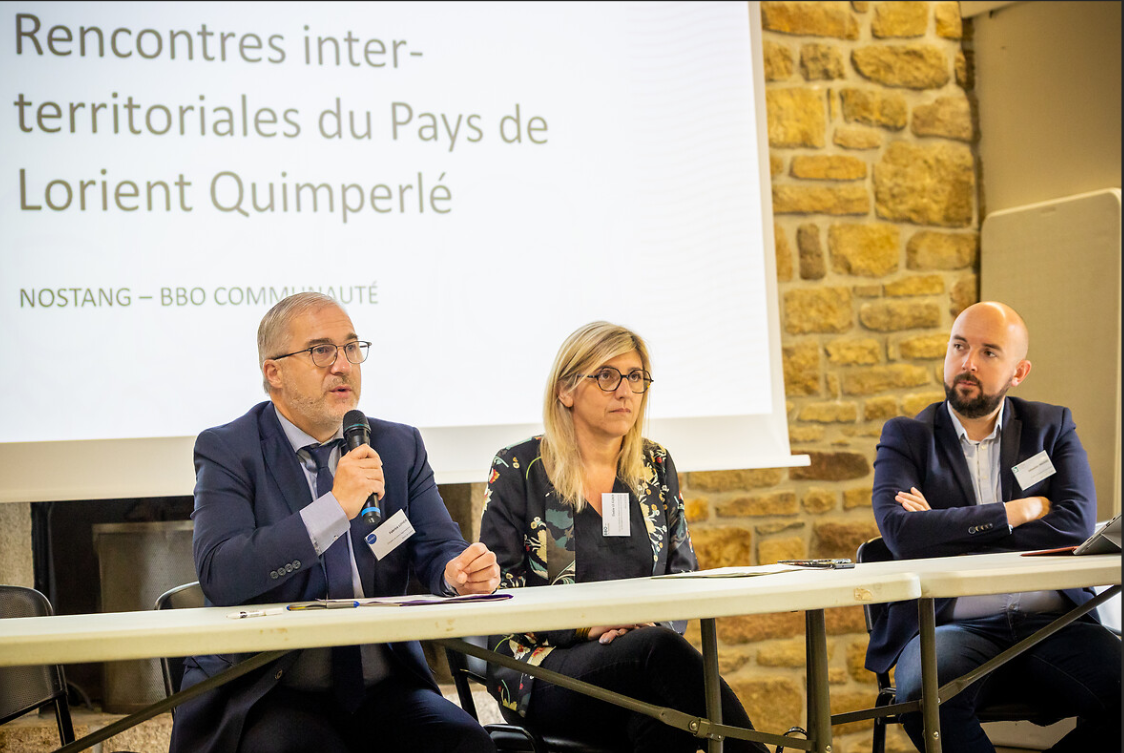 Rencontres inter-
territoriales du Pays de
Lorient Quimperlé
NOSTANG – BBO COMMUNAUTÉ